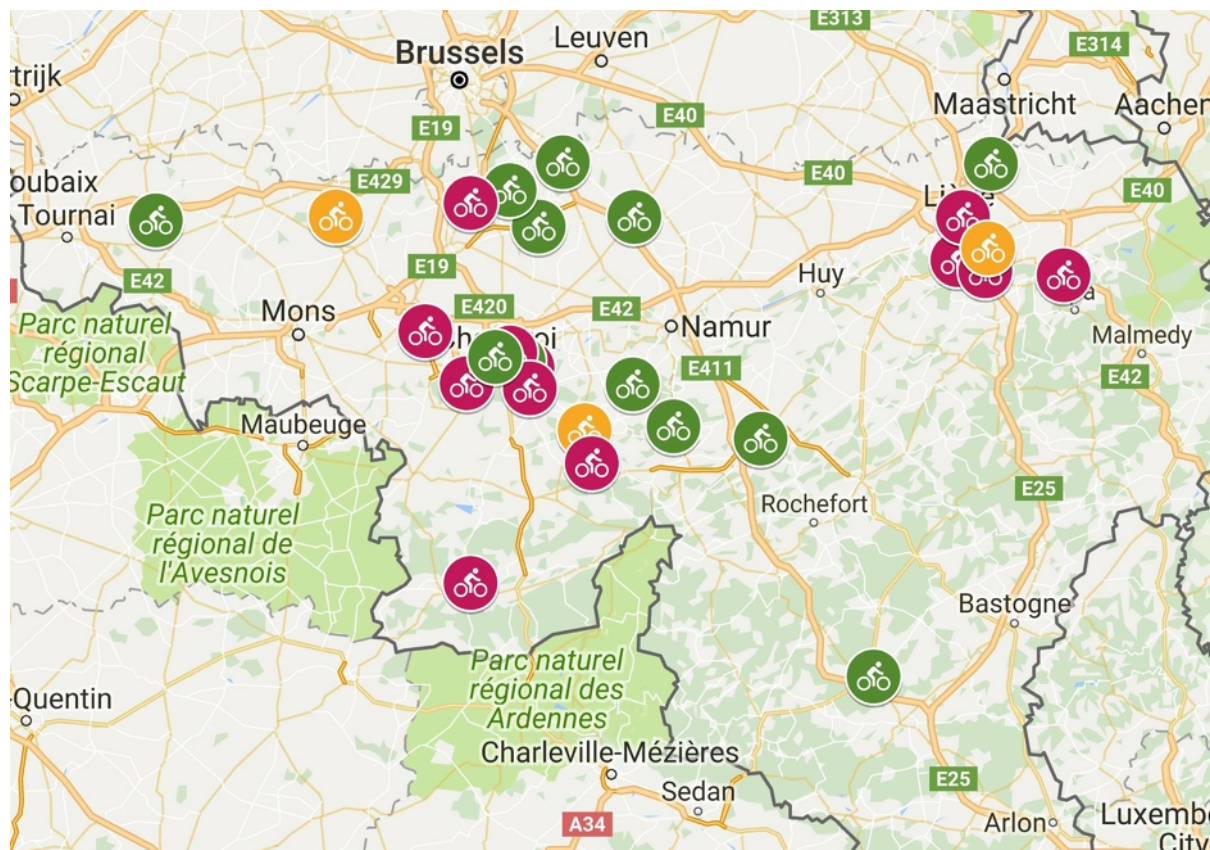 E313
Leuven
Brussels
E314
trijk
Maastricht
Aachen
E19
E40
E40
E429
oubaix
E40
Tournai
E19
E42
Huy
E420
E42
Mons
Namur
Parc naturel
régional
Scarpe-Escaut
Malmedy
E411
E42
Maubeuge
E25
Rochefort
Parc naturel
régional de
l'Avesnois
Bastogne
Parc naturel
régional des
Ardennes
-Quentin
Charleville-Mézières
E25
Sedan
A34
Arlon
Luxemb
City